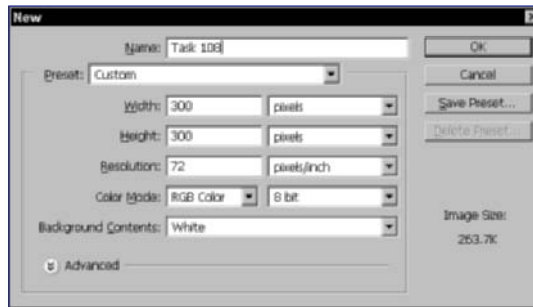 New
Name: Task 108
OK
Preset: Custom
Cancel
Width: 300 pixels
Save Preset...
Height: 300 pixels
Delete Preset...
Resolution: 72 pixels/inch
Color Mode: RGB Color 8 bit
Image Size:
Background Contents: White
263.7K
Advanced